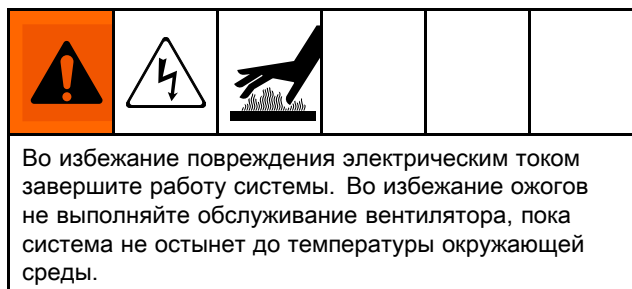 Во избежание повреждения электрическим током
завершите работу системы. Во избежание ожогов
не выполняйте обслуживание вентилятора, пока
система не остынет до температуры окружающей
среды.